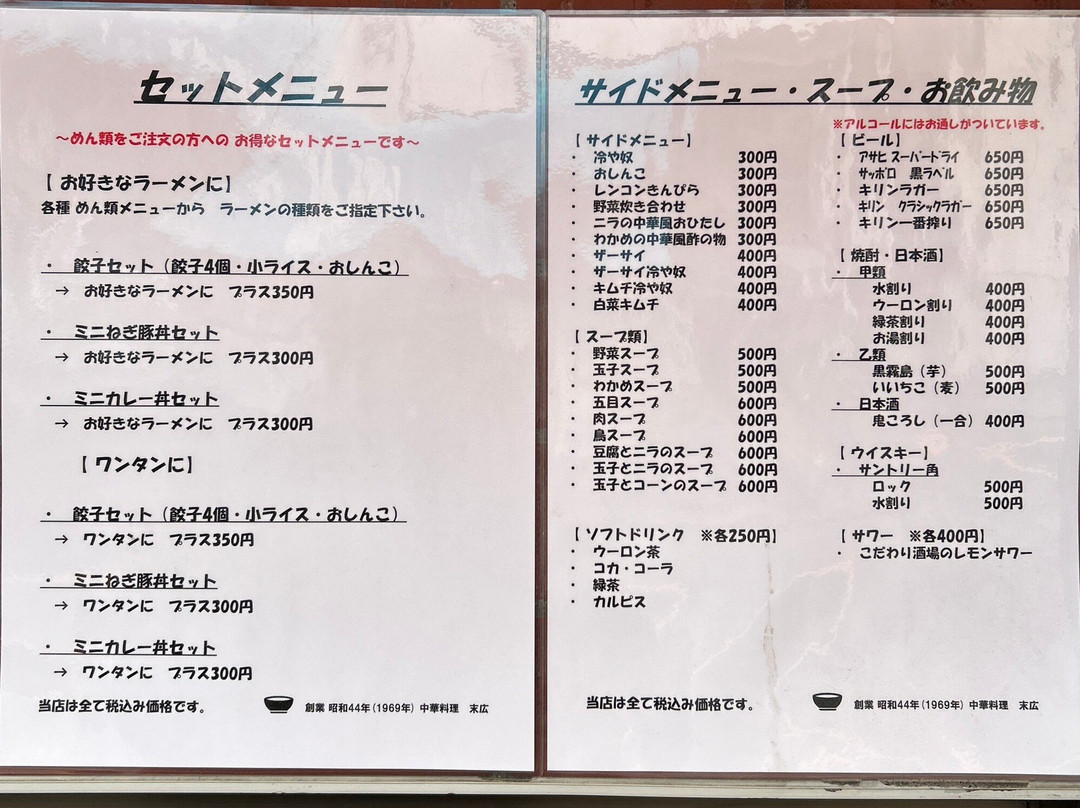 セットメニュー
～めん類をご注文の方への お得なセットメニューです～
【 お好きなラーメンに】
各種 めん類メニューから　ラーメンの種類をご指定下さい。
・　餃子セット（餃子4個・小ライス・おしんこ）
→　お好きなラーメンに　プラス350円
・　ミニねぎ豚丼セット
→　お好きなラーメンに　プラス300円
・　ミニカレー丼セット
→　お好きなラーメンに　プラス300円
【 ワンタンに】
・　餃子セット（餃子4個・小ライス・おしんこ）
→　ワンタンに　プラス350円
・　ミニねぎ豚丼セット
→　ワンタンに　プラス300円
・　ミニカレー丼セット
→　ワンタンに　プラス300円
当店は全て税込み価格です。
創業 昭和44年(1969年) 中華料理　末広
サイドメニュー・スープ・お飲み物
【 サイドメニュー】
・　冷や奴　300円
・　おしんこ　300円
・　レンコンきんぴら　300円
・　野菜炊き合わせ　300円
・　ニラの中華風おひたし　300円
・　わかめの中華風酢の物　300円
・　ザーサイ　400円
・　ザーサイ冷や奴　400円
・　キムチ冷や奴　400円
・　白菜キムチ　400円
【 スープ類】
・　野菜スープ　500円
・　玉子スープ　500円
・　わかめスープ　500円
・　五目スープ　600円
・　肉スープ　600円
・　鳥スープ　600円
・　豆腐とニラのスープ　600円
・　玉子とニラのスープ　600円
・　玉子とコーンのスープ　600円
【 ソフトドリンク　※各250円】
・　ウーロン茶
・　コカ・コーラ
・　緑茶
・　カルピス
※アルコールにはお通しがついています。
【 ビール】
・　アサヒ スーパードライ　650円
・　サッポロ　黒ラベル　650円
・　キリンラガー　650円
・　キリン　クラシックラガー　650円
・　キリン一番搾り　650円
【 焼酎・日本酒】
・　甲類
水割り　400円
ウーロン割り　400円
緑茶割り　400円
お湯割り　400円
・　乙類
黒霧島（芋）　500円
いいちこ（麦）　500円
・　日本酒
鬼ころし（一合）　400円
【 ウイスキー】
・　サントリー角
ロック　500円
水割り　500円
【 サワー　※各400円】
・　こだわり酒場のレモンサワー
当店は全て税込み価格です。
創業 昭和44年(1969年) 中華料理　末広